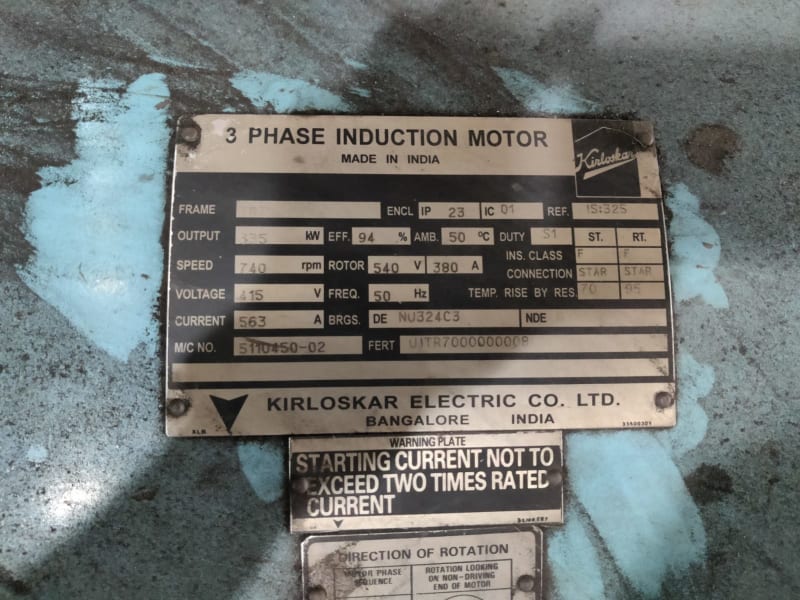 3 PHASE INDUCTION MOTOR
MADE IN INDIA
Kirloskar
FRAME ENCL IP 23 IC 01 REF. IS:325
OUTPUT 335 kW EFF. 94 % AMB. 50 °C DUTY S1 ST. RT.
INS. CLASS F F
SPEED 740 rpm ROTOR 540 V 380 A
CONNECTION STAR STAR
VOLTAGE 415 V FREQ. 50 Hz TEMP. RISE BY RES. 70 95
CURRENT 563 A BRGS. DE NU324C3 NDE
M/C NO. 5110450-02 FERT UITR7000000008
KIRLOSKAR ELECTRIC CO. LTD.
BANGALORE INDIA
WARNING PLATE
STARTING CURRENT NOT TO
EXCEED TWO TIMES RATED
CURRENT
DIRECTION OF ROTATION
PHASE ROTATION LOOKING
SEQUENCE ON NON-DRIVING
END OF MOTOR